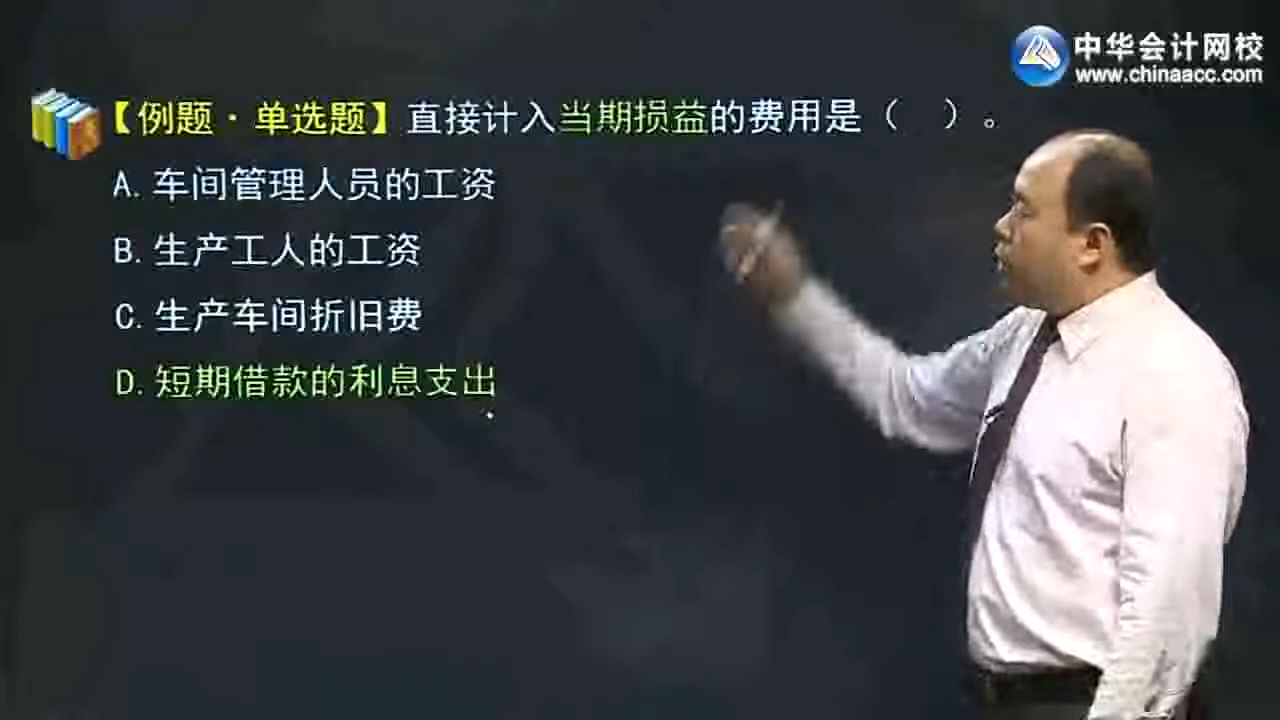 中华会计网校
www.chinaacc.com
【例题·单选题】直接计入当期损益的费用是（ ）。
A. 车间管理人员的工资
B. 生产工人的工资
C. 生产车间折旧费
D. 短期借款的利息支出